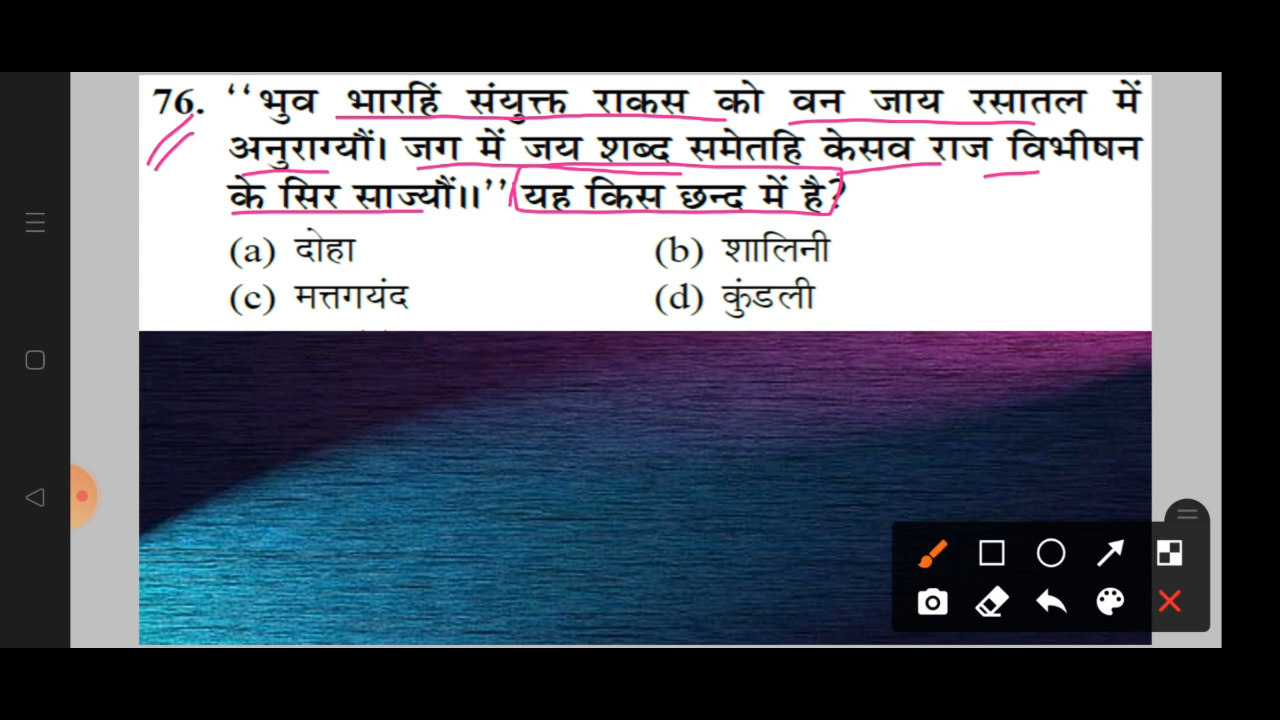 76. ‘‘भुव भारहिं संयुक्त राकस को वन जाय रसातल में
अनुराग्यौं। जग में जय शब्द समेतहि केसव राज विभीषन
के सिर साज्यौं।।’’ यह किस छन्द में है?
(a) दोहा (b) शालिनी
(c) मत्तगयंद (d) कुंडली